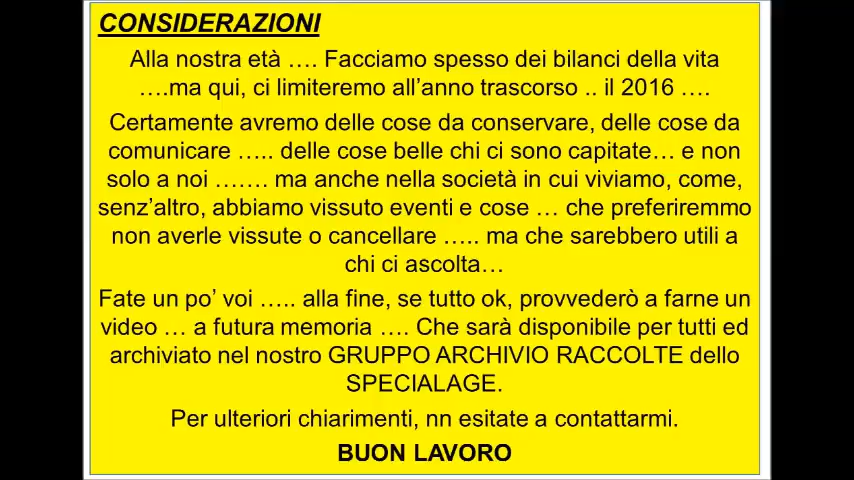 CONSIDERAZIONI
Alla nostra età …. Facciamo spesso dei bilanci della vita
….ma qui, ci limiteremo all’anno trascorso .. il 2016 ….
Certamente avremo delle cose da conservare, delle cose da
comunicare ….. delle cose belle chi ci sono capitate… e non
solo a noi ……. ma anche nella società in cui viviamo, come,
senz’altro, abbiamo vissuto eventi e cose … che preferiremmo
non averle vissute o cancellare ….. ma che sarebbero utili a
chi ci ascolta…
Fate un po’ voi ….. alla fine, se tutto ok, provvederò a farne un
video … a futura memoria …. Che sarà disponibile per tutti ed
archiviato nel nostro GRUPPO ARCHIVIO RACCOLTE dello
SPECIALAGE.
Per ulteriori chiarimenti, nn esitate a contattarmi.
BUON LAVORO